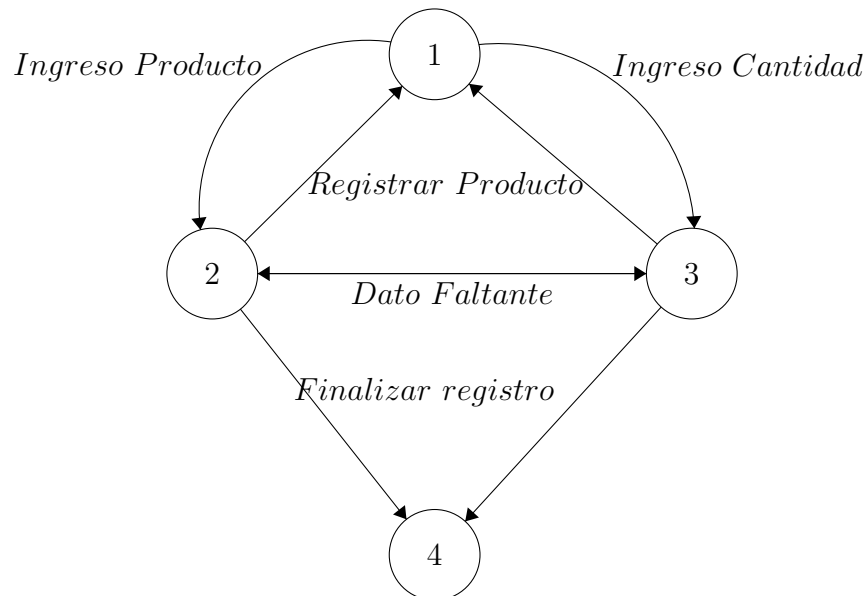 1
Ingreso Producto
Ingreso Cantidad
Registrar Producto
2
3
Dato Faltante
Finalizar registro
4